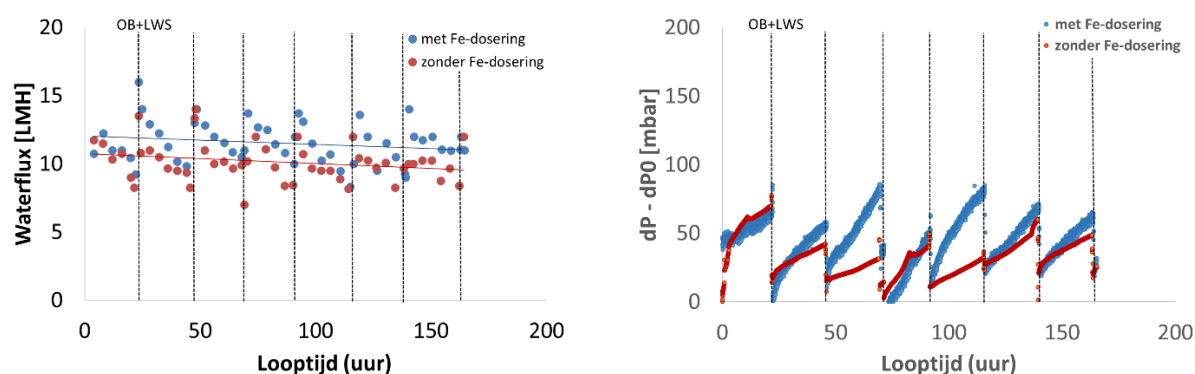 OB+LWS
met Fe-dosering
zonder Fe-dosering
Waterflux [LMH]
20
15
10
5
0
0 50 100 150 200
Looptijd (uur)
OB+LWS
met Fe-dosering
zonder Fe-dosering
dP - dP0 [mbar]
200
150
100
50
0
0 50 100 150 200
Looptijd (uur)